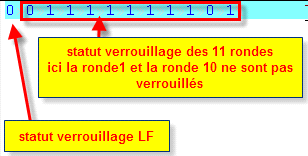 0 0 1 1 1 1 1 1 1 1 0 1
statut verrouillage des 11 rondes
ici la ronde1 et la ronde 10 ne sont pas
verrouillés
statut verrouillage LF